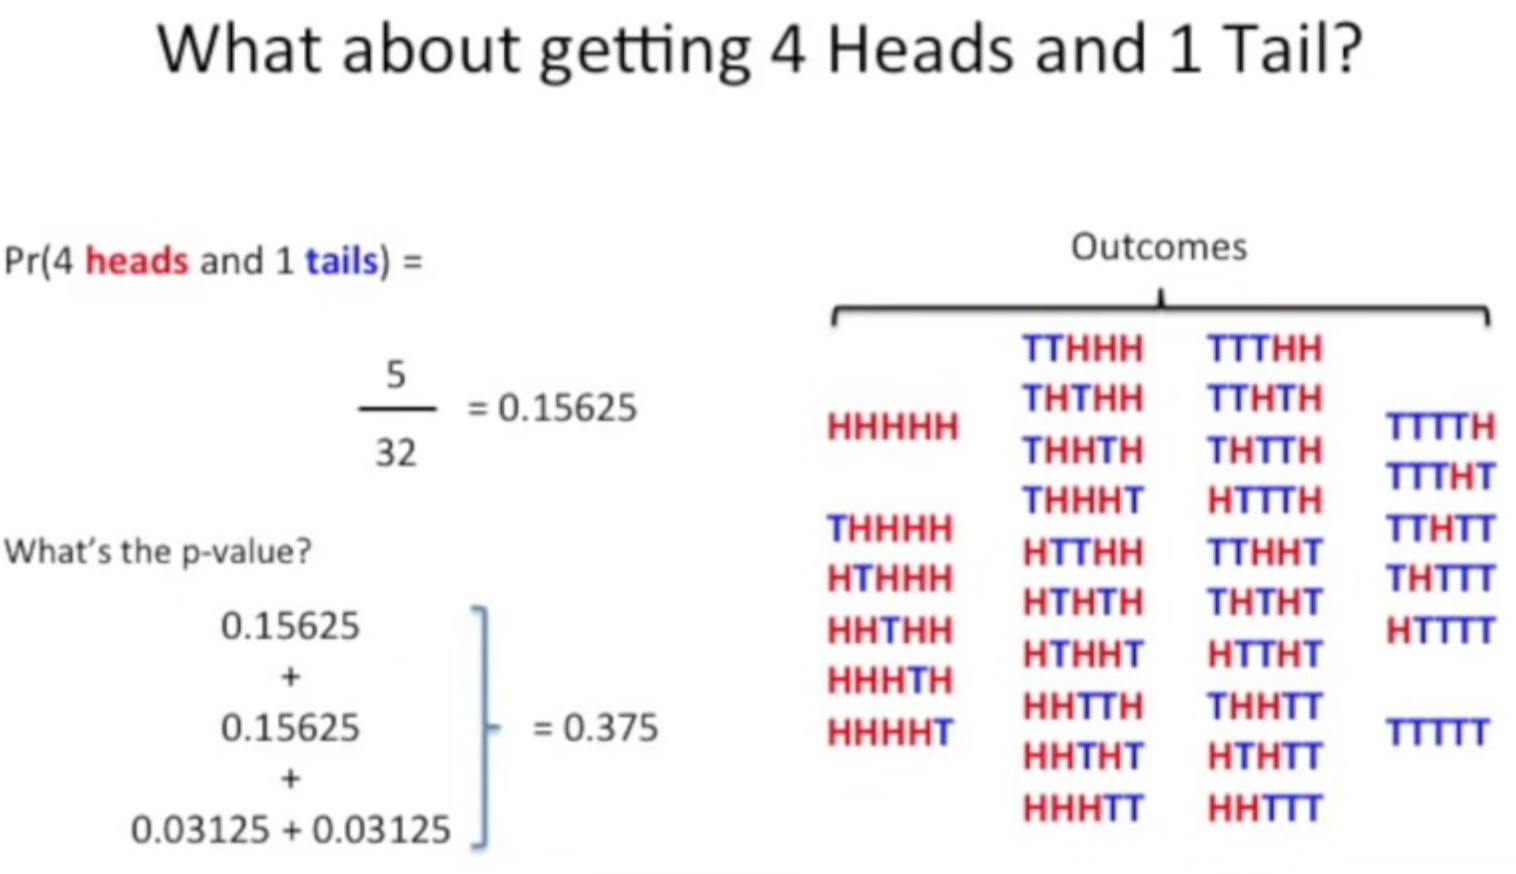 What about getting 4 Heads and 1 Tail?
Pr(4 heads and 1 tails) =
5
32
= 0.15625
What's the p-value?
0.15625
+
0.15625
+
0.03125 + 0.03125
= 0.375
Outcomes
HHHHH
THHHH
HTHHH
HHTHH
HHHTH
HHHHT
TTHHH
THTHH
THHTH
THHHT
HTTHH
HTHTH
HTHHT
HHTTH
HHTHT
HHHTT
TTTHH
TTHTH
THTTH
HTTTH
TTHHT
THTHT
HTTHT
THHTT
HTHTT
HHTTT
TTTTH
TTTHT
TTHTT
THTTT
HTTTT
TTTTT